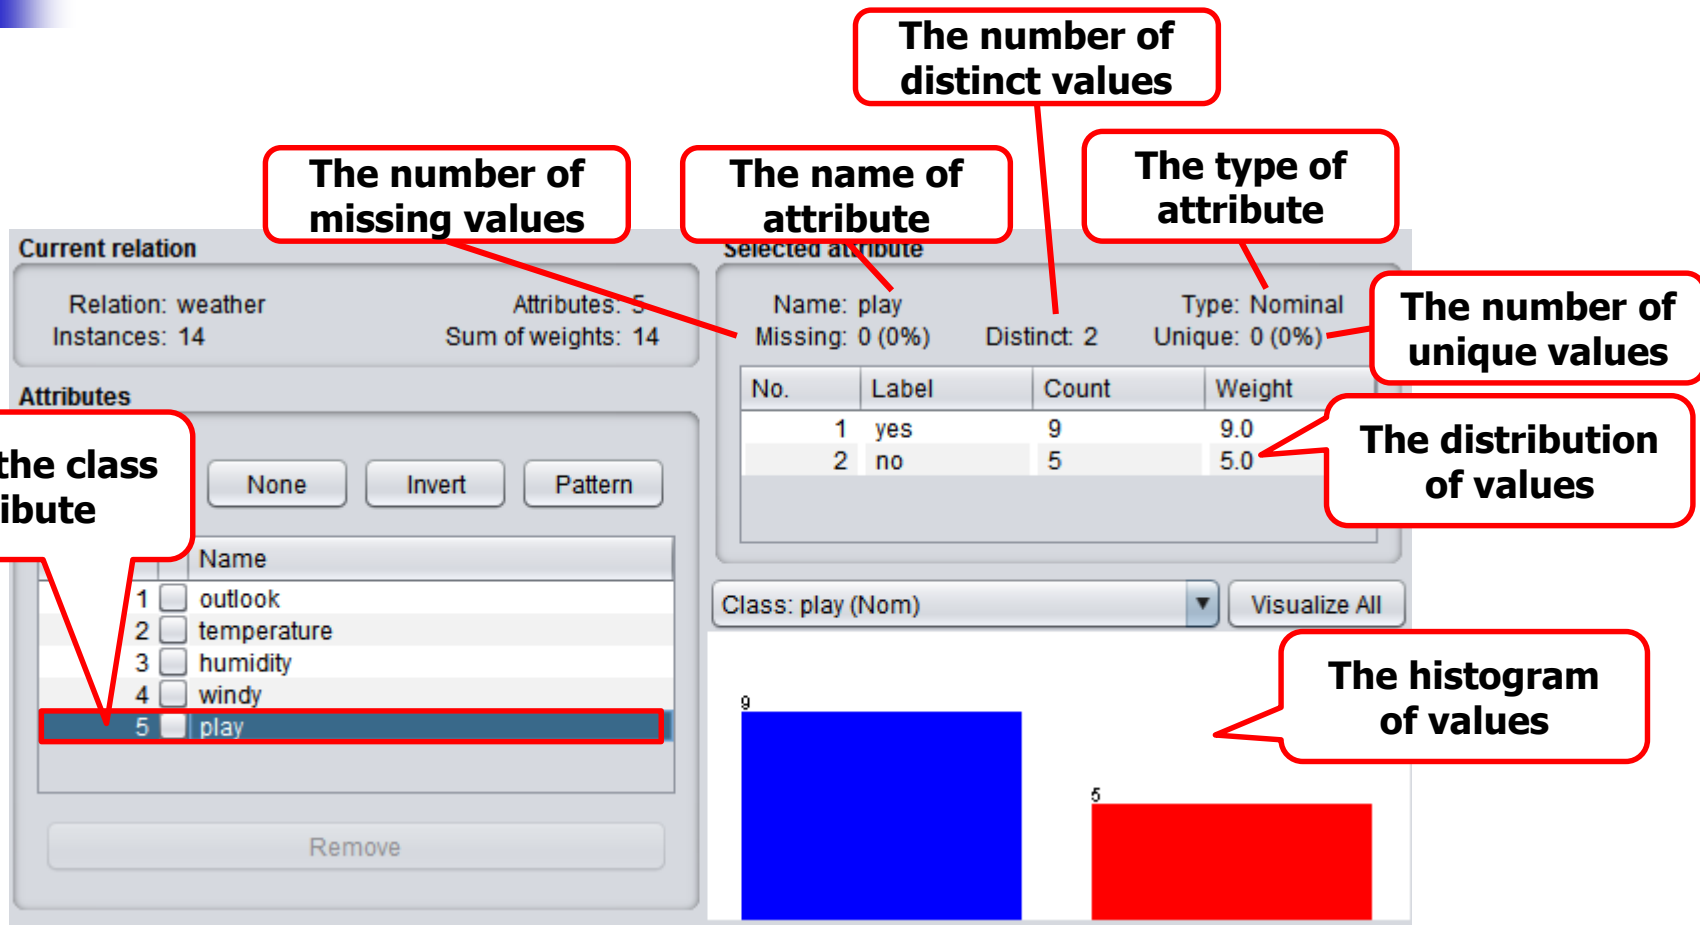 The number of
distinct values
The number of
missing values
The name of
attribute
The type of
attribute
Current relation
Relation: weather
Attributes: 5
Instances: 14
Sum of weights: 14
Selected attribute
Name: play
Type: Nominal
Missing: 0 (0%)
Distinct: 2
Unique: 0 (0%)
The number of
unique values
No. Label Count Weight
1 yes 9 9.0
2 no 5 5.0
The distribution
of values
Attributes
the class
ibute
None Invert Pattern
Name
1 outlook
2 temperature
3 humidity
4 windy
5 play
Remove
Class: play (Nom)
Visualize All
The histogram
of values
9
5